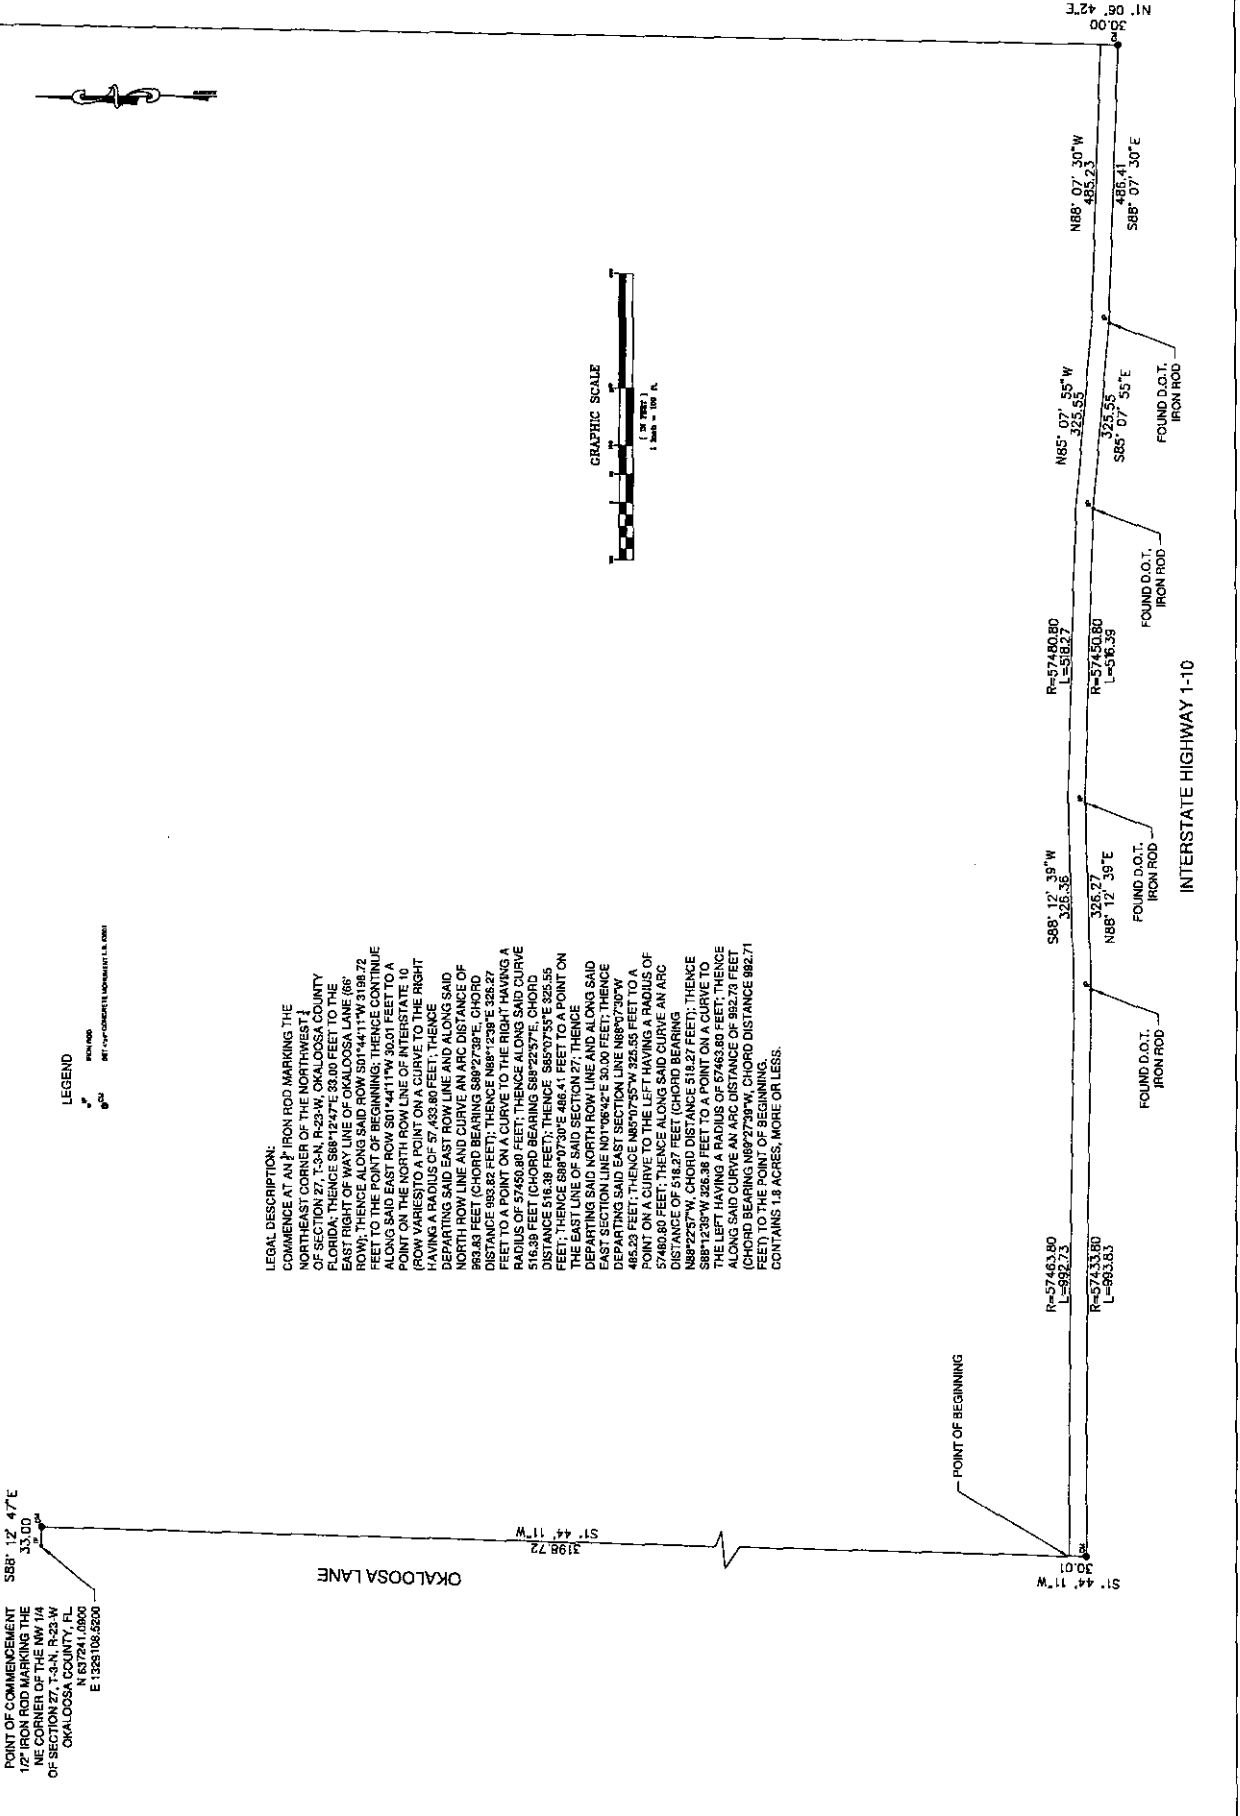 POINT OF COMMENCEMENT
1/2" IRON ROD MARKING THE
NE CORNER OF THE NW 1/4
OF SECTION 27, T-3-N, R-23-W
OKALOOSA COUNTY, FL
N 637241.0900
E 1329108.5200
S88° 12' 47"E
33.00
LEGEND
IRON ROD
OKALOOSA LANE
S1° 44' 11"W
3198.72
LEGAL DESCRIPTION:
COMMENCE AT AN IRON ROD MARKING THE
NORTHEAST CORNER OF THE NORTHWEST
OF SECTION 27, T-3-N, R-23-W, OKALOOSA COUNTY
FLORIDA; THENCE S88°12'47"E 33.00 FEET TO THE
EAST RIGHT OF WAY LINE OF OKALOOSA LANE (66'
ROW); THENCE ALONG SAID ROW S01°44'11"W 3198.72
FEET TO THE POINT OF BEGINNING; THENCE CONTINUE
ALONG SAID EAST ROW S01°44'11"W 30.01 FEET TO A
POINT ON THE NORTH ROW LINE OF INTERSTATE 10
(ROW VARIES)TO A POINT ON A CURVE TO THE RIGHT
HAVING A RADIUS OF 57,433.80 FEET; THENCE
DEPARTING SAID EAST ROW LINE AND ALONG SAID
NORTH ROW LINE AND CURVE AN ARC DISTANCE OF
993.83 FEET (CHORD BEARING S89°27'39"E, CHORD
DISTANCE 993.82 FEET); THENCE N88°12'39"E 326.27
FEET TO A POINT ON A CURVE TO THE RIGHT HAVING A
RADIUS OF 57450.80 FEET; THENCE ALONG SAID CURVE
516.39 FEET (CHORD BEARING S88°22'57"E, CHORD
DISTANCE 516.39 FEET); THENCE S85°07'55"E 325.55
FEET; THENCE S88°07'30"E 486.41 FEET TO A POINT ON
THE EAST LINE OF SAID SECTION 27; THENCE
DEPARTING SAID NORTH ROW LINE AND ALONG SAID
EAST SECTION LINE N01°06'42"E 30.00 FEET; THENCE
DEPARTING SAID EAST SECTION LINE N88°07'30"W
485.23 FEET; THENCE N85°07'55"W 325.55 FEET TO A
POINT ON A CURVE TO THE LEFT HAVING A RADIUS OF
57480.80 FEET; THENCE ALONG SAID CURVE AN ARC
DISTANCE OF 518.27 FEET (CHORD BEARING
N88°22'57"W, CHORD DISTANCE 518.27 FEET); THENCE
S88°12'39"W 326.36 FEET TO A POINT ON A CURVE TO
THE LEFT HAVING A RADIUS OF 57463.80 FEET; THENCE
ALONG SAID CURVE AN ARC DISTANCE OF 992.73 FEET
(CHORD BEARING N89°27'39"W, CHORD DISTANCE 992.71
FEET) TO THE POINT OF BEGINNING.
CONTAINS 1.8 ACRES, MORE OR LESS.
GRAPHIC SCALE
( IN FEET )
1 inch = 100 ft.
POINT OF BEGINNING
S1° 44' 11"W
30.01
R=57463.80
L=992.73
R=57433.80
L=993.83
S88° 12' 39"W
326.36
326.27
N88° 12' 39"E
R=57480.80
L=518.27
R=57450.80
L=516.39
N85° 07' 55"W
325.55
325.55
S85° 07' 55"E
N88° 07' 30"W
485.23
486.41
S88° 07' 30"E
30.00
N1° 06' 42"E
FOUND D.O.T.
IRON ROD
FOUND D.O.T.
IRON ROD
FOUND D.O.T.
IRON ROD
FOUND D.O.T.
IRON ROD
INTERSTATE HIGHWAY 1-10